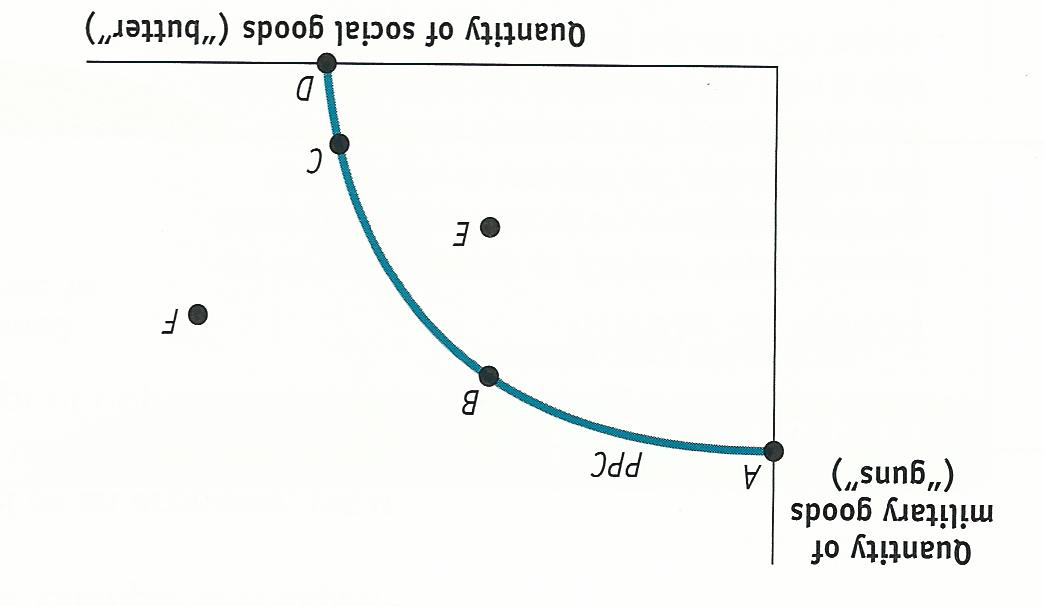 Quantity of
military goods
("guns")
A
PPC
B
F
E
C
D
Quantity of social goods ("butter")